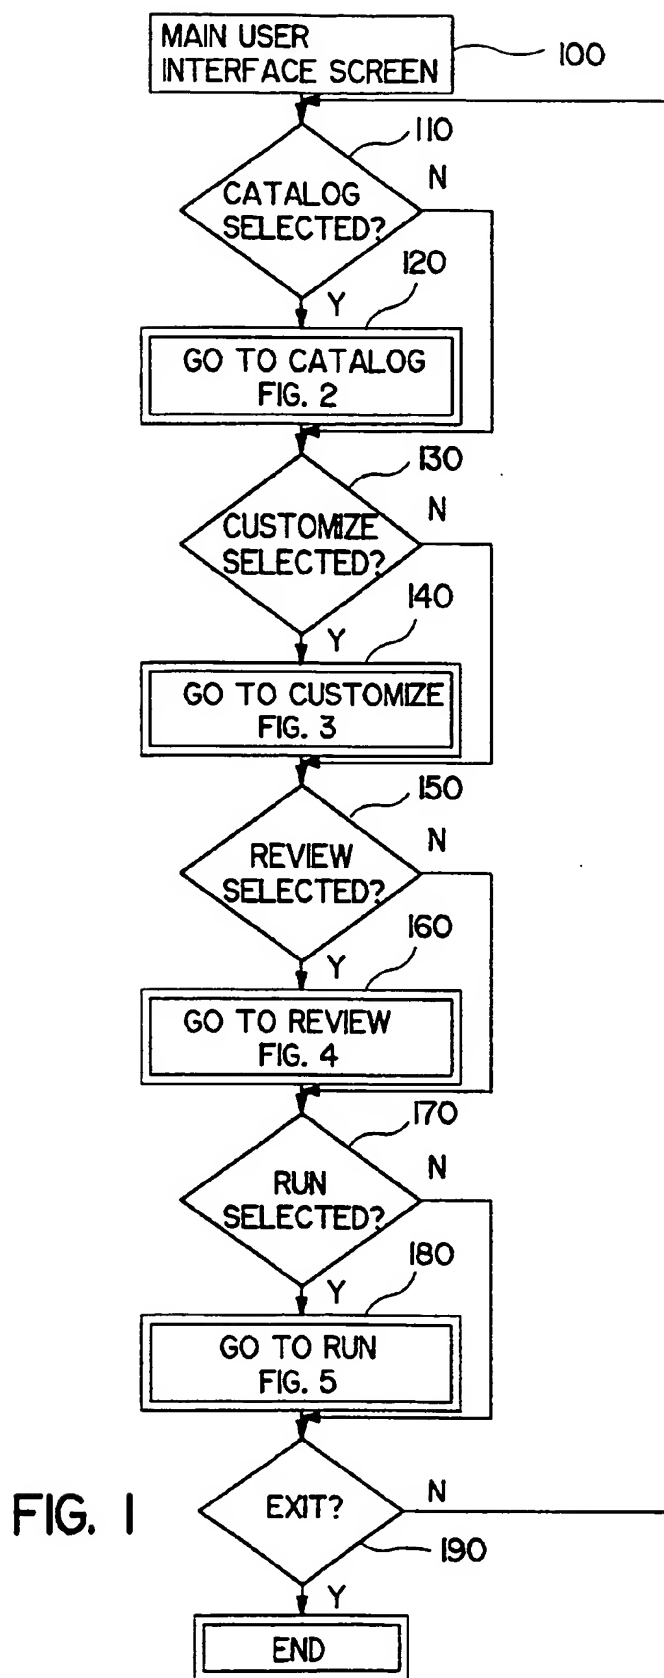 MAIN USER
INTERFACE SCREEN
100
110
N
CATALOG
SELECTED?
120
Y
GO TO CATALOG
FIG. 2
130
N
CUSTOMIZE
SELECTED?
140
Y
GO TO CUSTOMIZE
FIG. 3
150
N
REVIEW
SELECTED?
160
Y
GO TO REVIEW
FIG. 4
170
N
RUN
SELECTED?
180
Y
GO TO RUN
FIG. 5
EXIT?
N
FIG. 1
190
Y
END